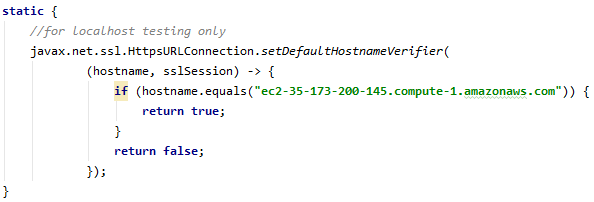 static {
//for localhost testing only
javax.net.ssl.HttpsURLConnection.setDefaultHostnameVerifier(
(hostname, sslSession) -> {
if (hostname.equals("ec2-35-173-200-145.compute-1.amazonaws.com")) {
return true;
}
return false;
});
}